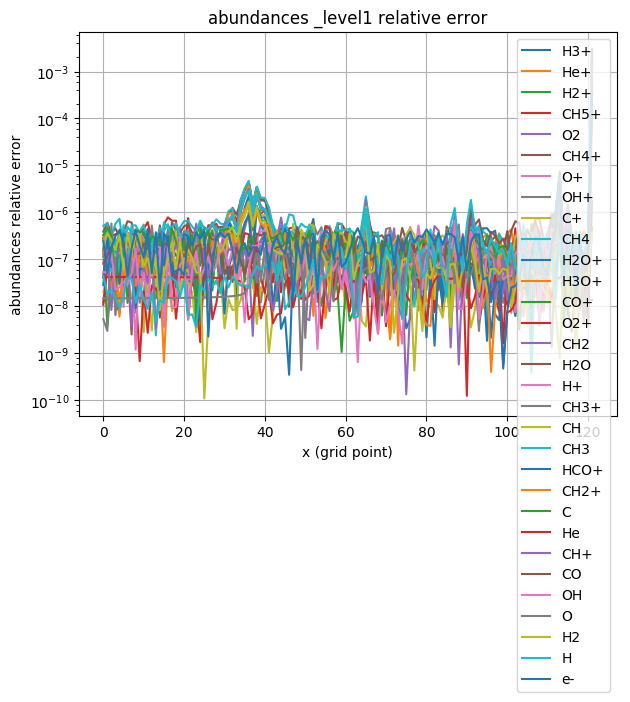 abundances _level1 relative error
abundances relative error
10⁻³
10⁻⁴
10⁻⁵
10⁻⁶
10⁻⁷
10⁻⁸
10⁻⁹
10⁻¹⁰
0 20 40 60 80 100 120
x (grid point)
H3+
He+
H2+
CH5+
O2
CH4+
O+
OH+
C+
CH4
H2O+
H3O+
CO+
O2+
CH2
H2O
H+
CH3+
CH
CH3
HCO+
CH2+
C
He
CH+
CO
OH
O
H2
H
e-